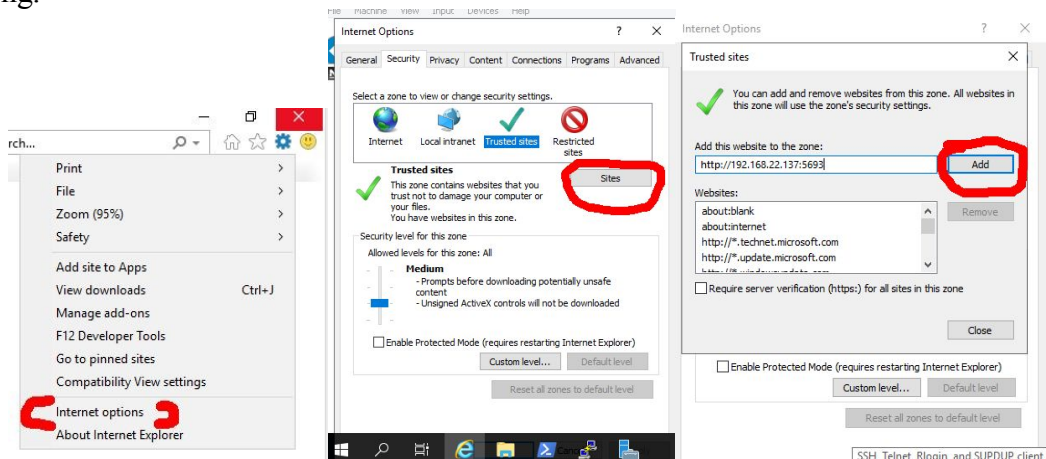 ng.
rch...
Print
File
Zoom (95%)
Safety
Add site to Apps
View downloads Ctrl+J
Manage add-ons
F12 Developer Tools
Go to pinned sites
Compatibility View settings
Internet options
About Internet Explorer
File Machine View Input Devices Help
Internet Options ? X
General Security Privacy Content Connections Programs Advanced
Select a zone to view or change security settings.
Internet Local intranet Trusted sites Restricted
sites
Trusted sites
Sites
This zone contains websites that you
trust not to damage your computer or
your files.
You have websites in this zone.
Security level for this zone
Allowed levels for this zone: All
Medium
- Prompts before downloading potentially unsafe
content
- Unsigned ActiveX controls will not be downloaded
Enable Protected Mode (requires restarting Internet Explorer)
Custom level... Default level
Reset all zones to default level
Internet Options ? X
Trusted sites X
You can add and remove websites from this zone. All websites in
this zone will use the zone's security settings.
Add this website to the zone:
http://192.168.22.137:5693 Add
Websites:
about:blank Remove
about:internet
http://*.technet.microsoft.com
http://*.update.microsoft.com
Require server verification (https:) for all sites in this zone
Close
Enable Protected Mode (requires restarting Internet Explorer)
Custom level... Default level
Reset all zones to default level
SSH, Telnet, Rlogin, and SUPDUP client